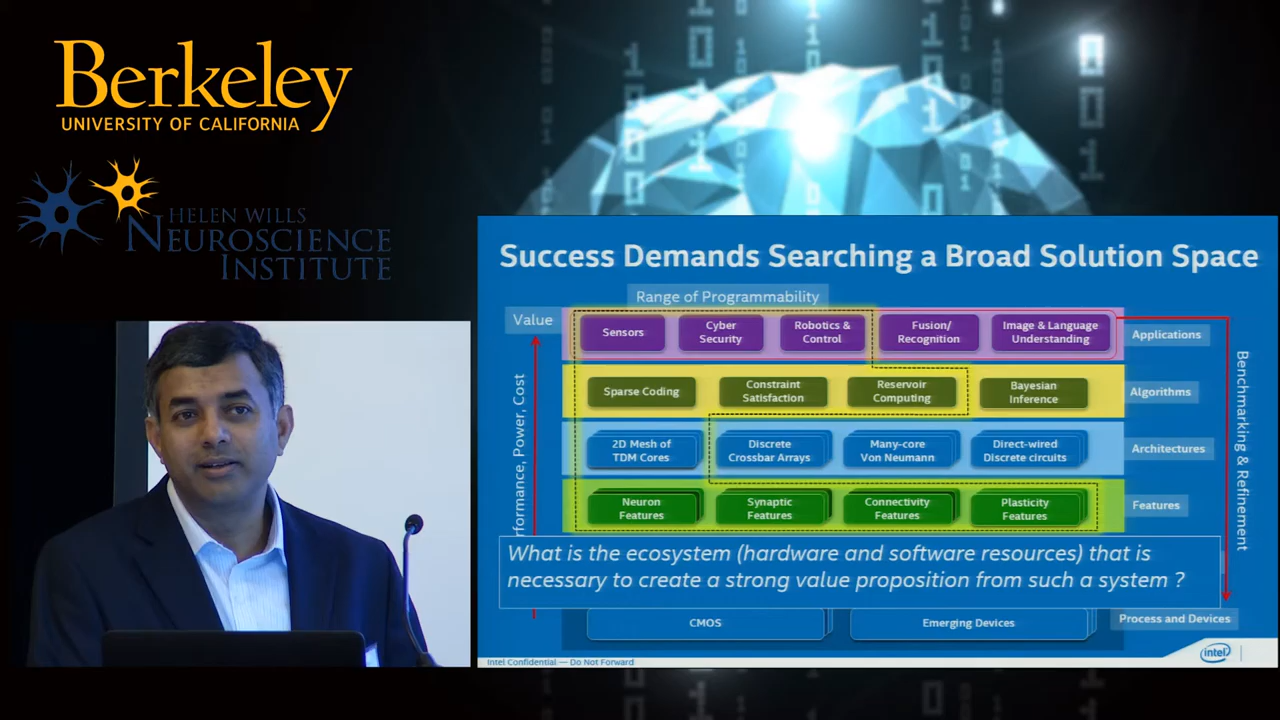 Berkeley
UNIVERSITY OF CALIFORNIA
HELEN WILLS
NEUROSCIENCE
INSTITUTE
Success Demands Searching a Broad Solution Space
Range of Programmability
Value
Sensors
Cyber
Security
Robotics &
Control
Fusion/
Recognition
Image & Language
Understanding
Applications
Sparse Coding
Constraint
Satisfaction
Reservoir
Computing
Bayesian
Inference
Algorithms
2D Mesh of
TDM Cores
Discrete
Crossbar Arrays
Many-core
Von Neumann
Direct-wired
Discrete circuits
Architectures
Neuron
Features
Synaptic
Features
Connectivity
Features
Plasticity
Features
Features
rformance, Power, Cost
Benchmarking & Refinement
What is the ecosystem (hardware and software resources) that is
necessary to create a strong value proposition from such a system ?
CMOS
Emerging Devices
Process and Devices
Intel Confidential — Do Not Forward
intel